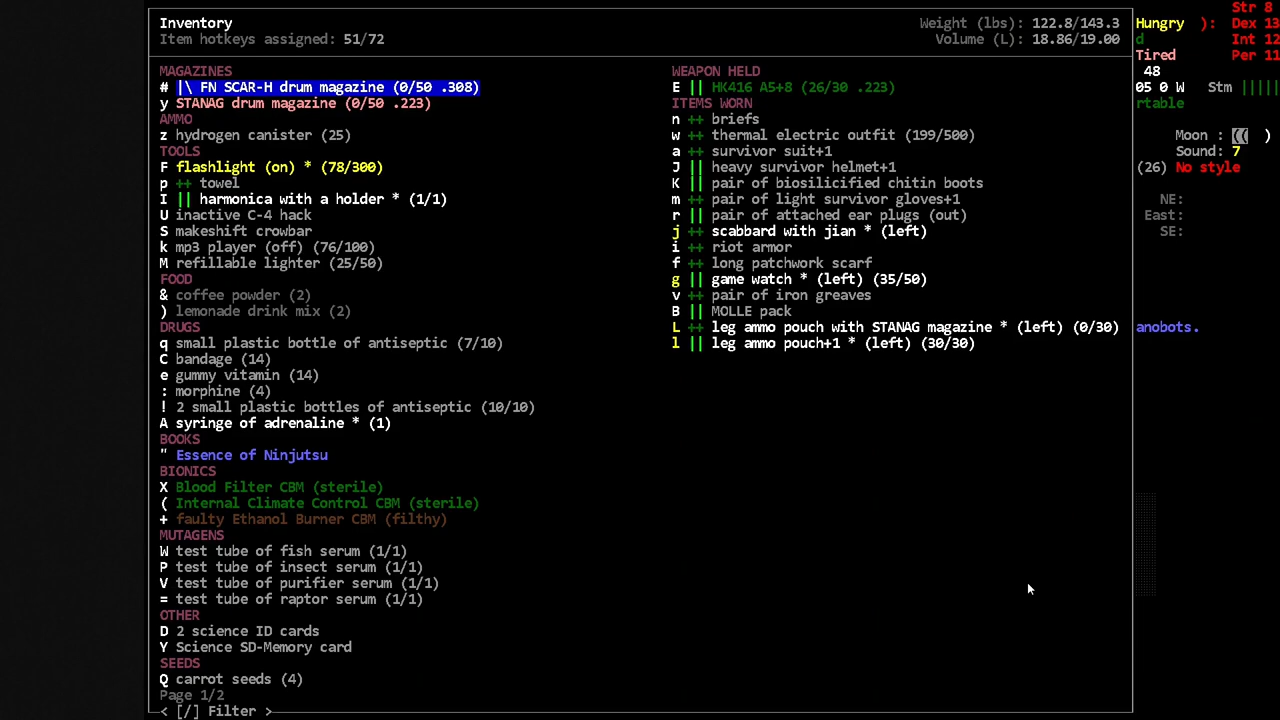 Inventory
Item hotkeys assigned: 51/72
Weight (lbs): 122.8/143.3
Volume (L): 18.86/19.00
MAGAZINES
# |\ FN SCAR-H drum magazine (0/50 .308)
y STANAG drum magazine (0/50 .223)
AMMO
z hydrogen canister (25)
TOOLS
F flashlight (on) * (78/300)
p ++ towel
I || harmonica with a holder * (1/1)
U inactive C-4 hack
S makeshift crowbar
k mp3 player (off) (76/100)
M refillable lighter (25/50)
FOOD
& coffee powder (2)
) lemonade drink mix (2)
DRUGS
q small plastic bottle of antiseptic (7/10)
C bandage (14)
e gummy vitamin (14)
: morphine (4)
! 2 small plastic bottles of antiseptic (10/10)
A syringe of adrenaline * (1)
BOOKS
" Essence of Ninjutsu
BIONICS
X Blood Filter CBM (sterile)
( Internal Climate Control CBM (sterile)
+ faulty Ethanol Burner CBM (filthy)
MUTAGENS
W test tube of fish serum (1/1)
P test tube of insect serum (1/1)
V test tube of purifier serum (1/1)
= test tube of raptor serum (1/1)
OTHER
D 2 science ID cards
Y Science SD-Memory card
SEEDS
Q carrot seeds (4)
Page 1/2
< [/] Filter >
WEAPON HELD
E || HK416 A5+8 (26/30 .223)
ITEMS WORN
n ++ briefs
w ++ thermal electric outfit (199/500)
a ++ survivor suit+1
J || heavy survivor helmet+1
K || pair of biosilicified chitin boots
m ++ pair of light survivor gloves+1
r || pair of attached ear plugs (out)
j ++ scabbard with jian * (left)
i ++ riot armor
f ++ long patchwork scarf
g || game watch * (left) (35/50)
v ++ pair of iron greaves
B || MOLLE pack
L ++ leg ammo pouch with STANAG magazine * (left) (0/30)
l || leg ammo pouch+1 * (left) (30/30)
Str 8
Hungry ): Dex 13
d Int 12
Tired Per 11
48
05 0 W Stm |||||
rtable
Moon : (( )
Sound: 7
(26) No style
NE:
East:
SE:
anobots.